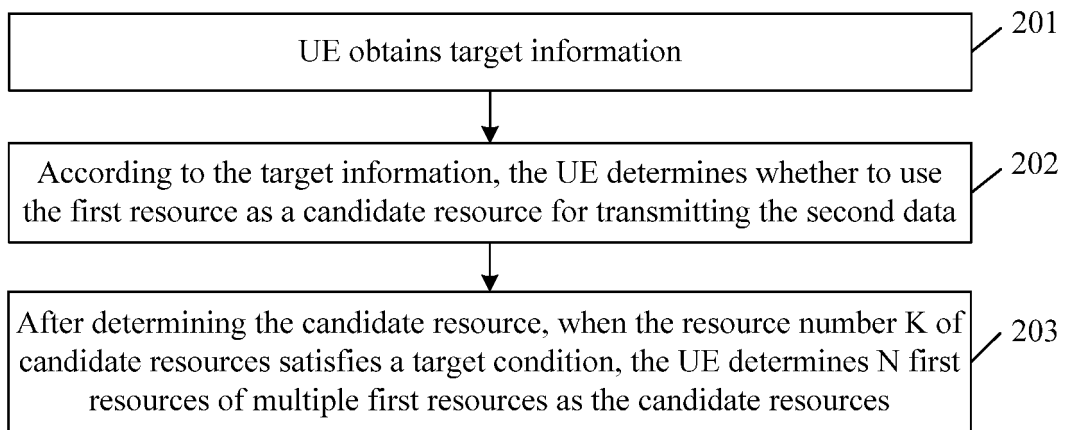 201
UE obtains target information
202
According to the target information, the UE determines whether to use
the first resource as a candidate resource for transmitting the second data
203
After determining the candidate resource, when the resource number K of
candidate resources satisfies a target condition, the UE determines N first
resources of multiple first resources as the candidate resources